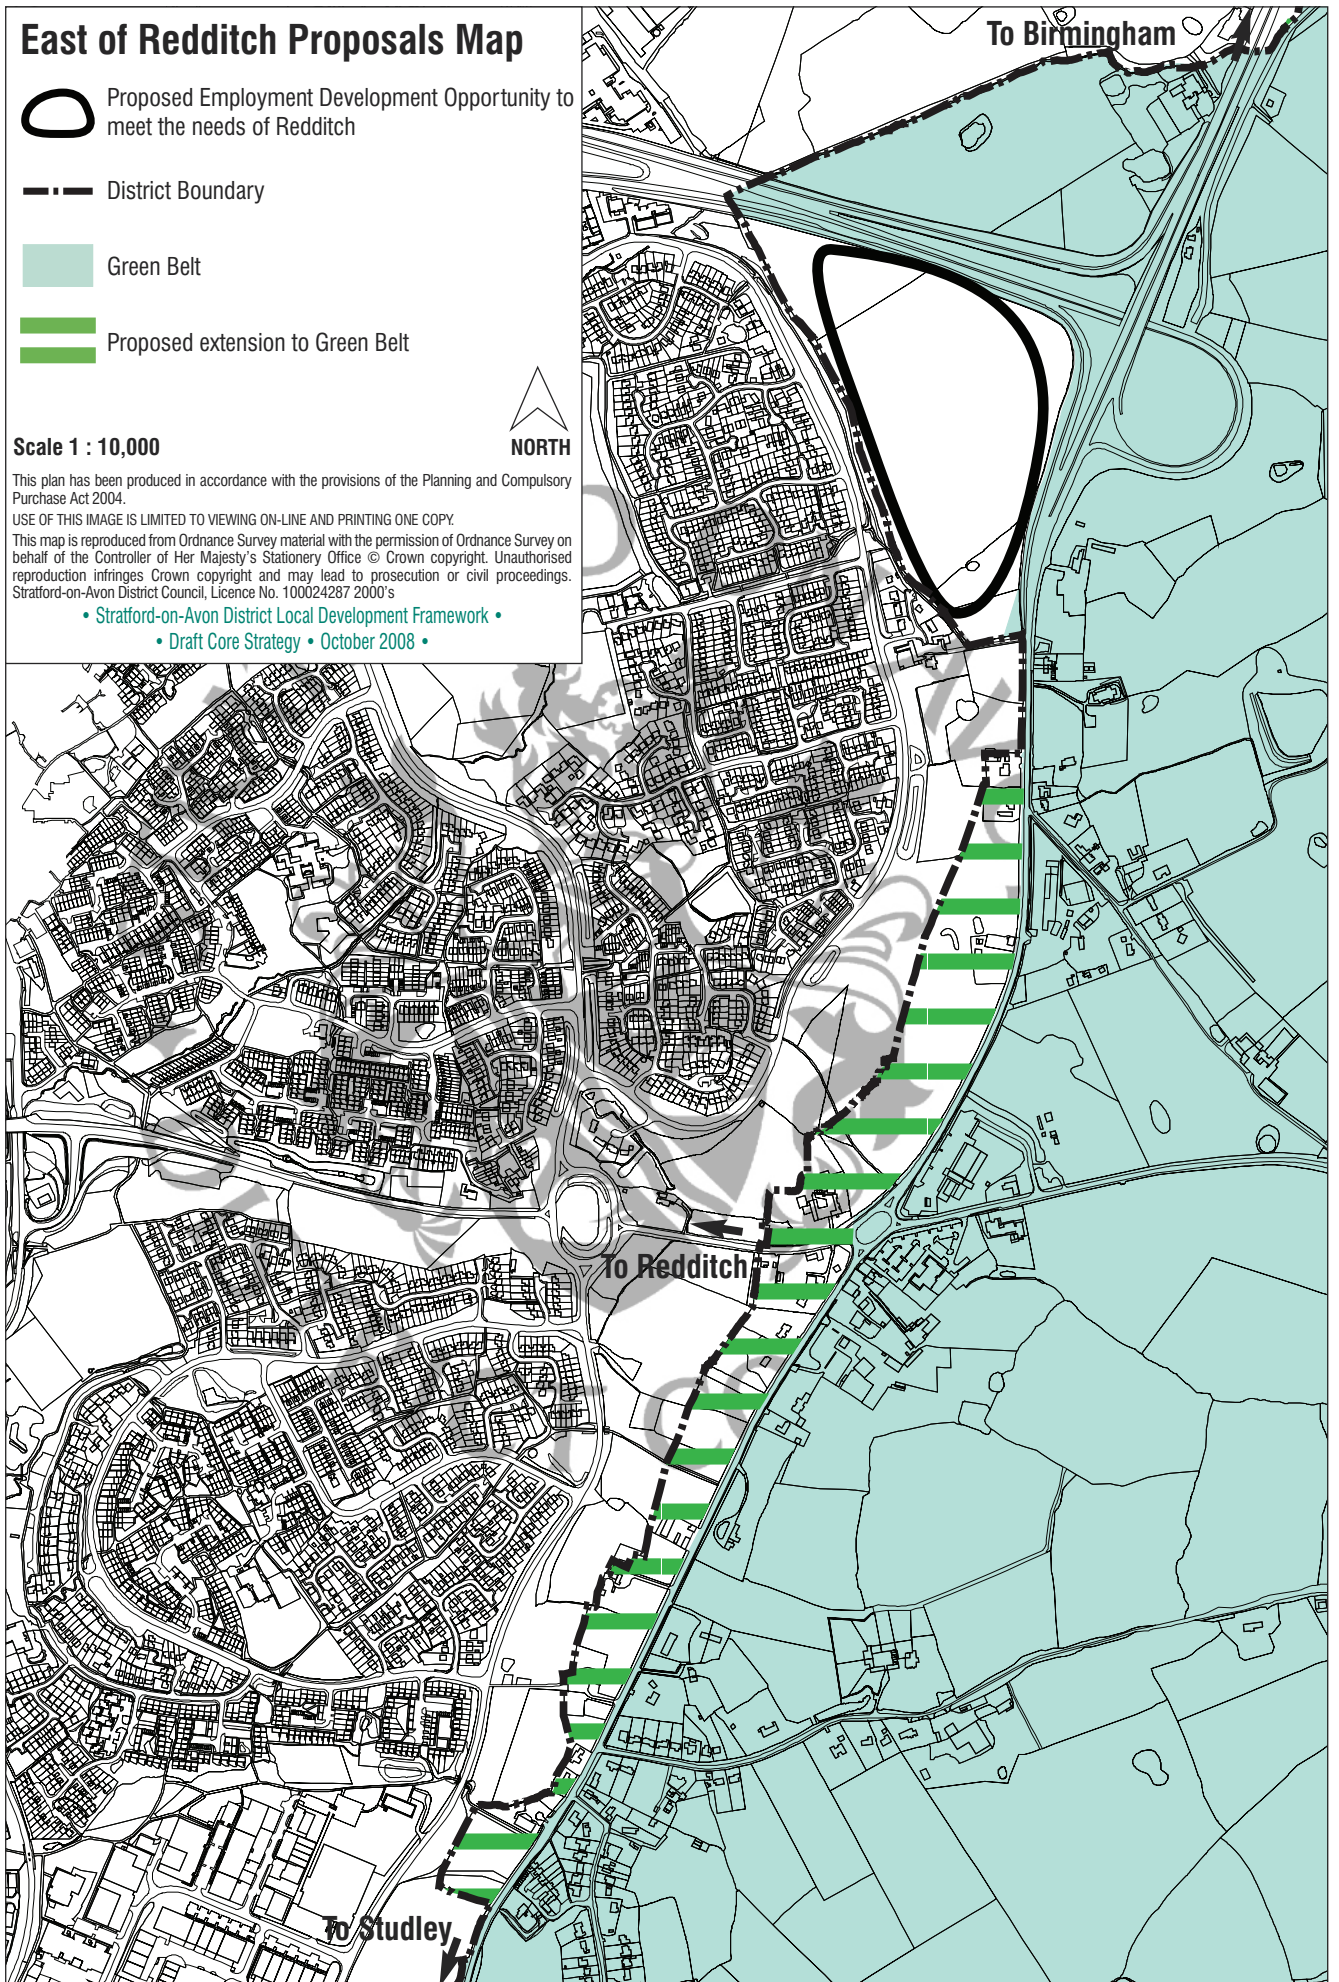 East of Redditch Proposals Map
Proposed Employment Development Opportunity to
meet the needs of Redditch
District Boundary
Green Belt
Proposed extension to Green Belt
Scale 1 : 10,000
NORTH
This plan has been produced in accordance with the provisions of the Planning and Compulsory
Purchase Act 2004.
USE OF THIS IMAGE IS LIMITED TO VIEWING ON-LINE AND PRINTING ONE COPY.
This map is reproduced from Ordnance Survey material with the permission of Ordnance Survey on
behalf of the Controller of Her Majesty's Stationery Office © Crown copyright. Unauthorised
reproduction infringes Crown copyright and may lead to prosecution or civil proceedings.
Stratford-on-Avon District Council, Licence No. 100024287 2000's
• Stratford-on-Avon District Local Development Framework •
• Draft Core Strategy • October 2008 •
To Birmingham
To Redditch
To Studley